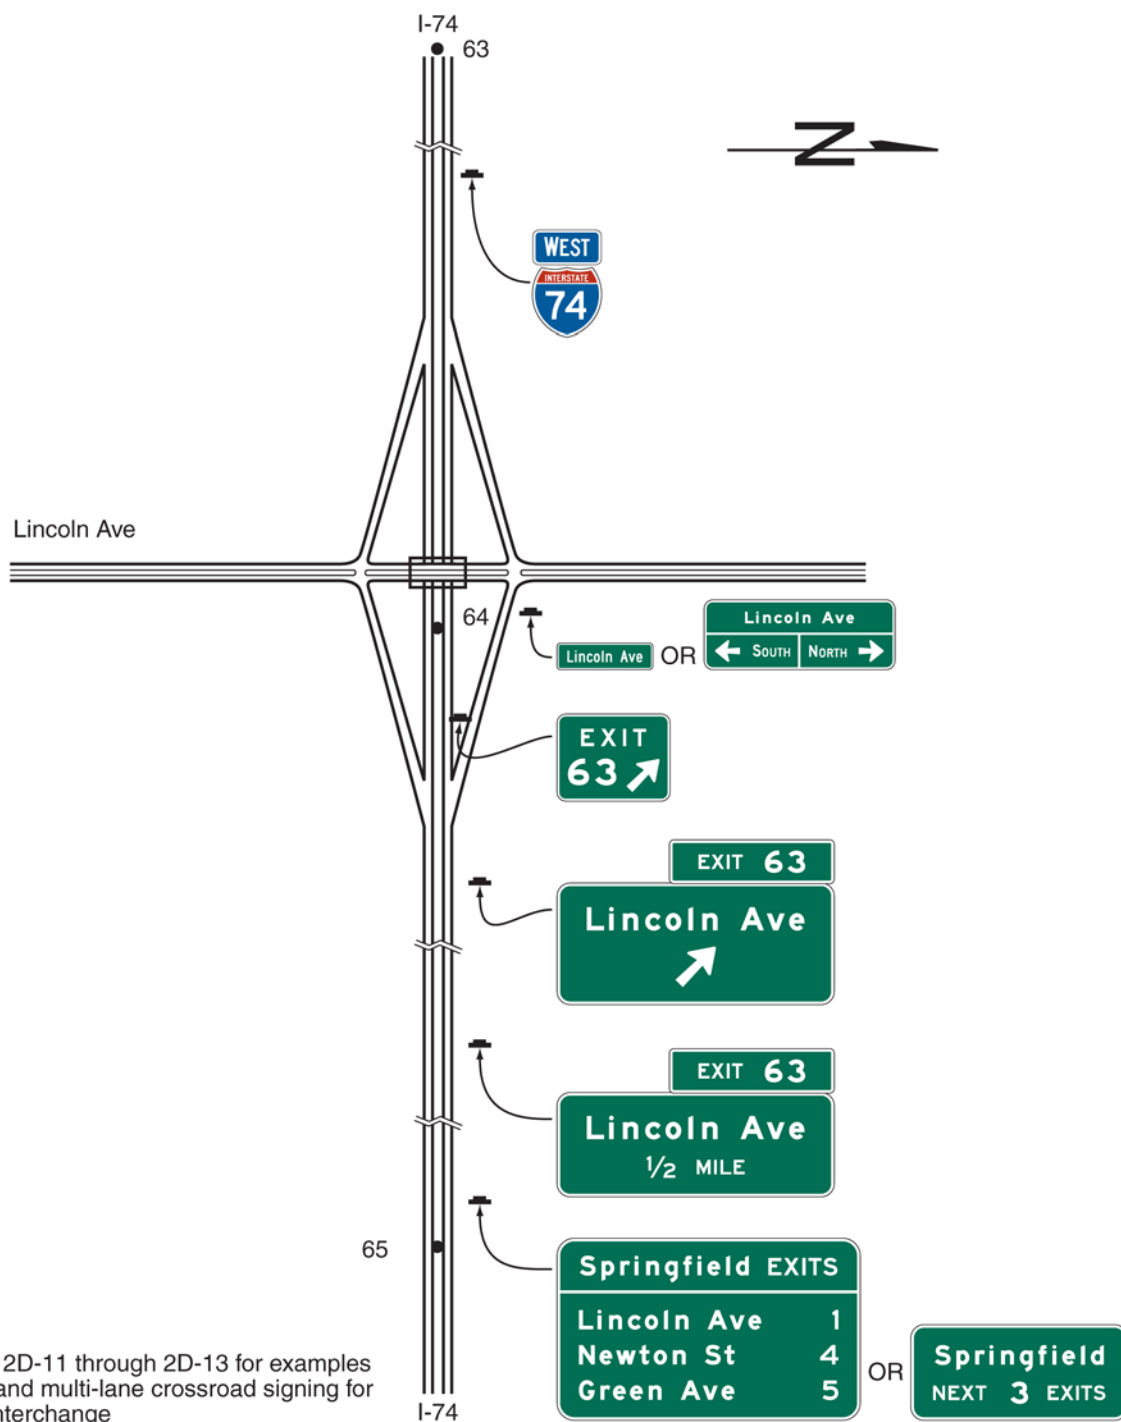 I-74
63
N
WEST
INTERSTATE
74
Lincoln Ave
64
Lincoln Ave
OR
Lincoln Ave
SOUTH NORTH
EXIT
63
EXIT 63
Lincoln Ave
EXIT 63
Lincoln Ave
1/2 MILE
65
Springfield EXITS
Lincoln Ave 1
Newton St 4
Green Ave 5
OR
Springfield
NEXT 3 EXITS
2D-11 through 2D-13 for examples
and multi-lane crossroad signing for
nterchange
I-74